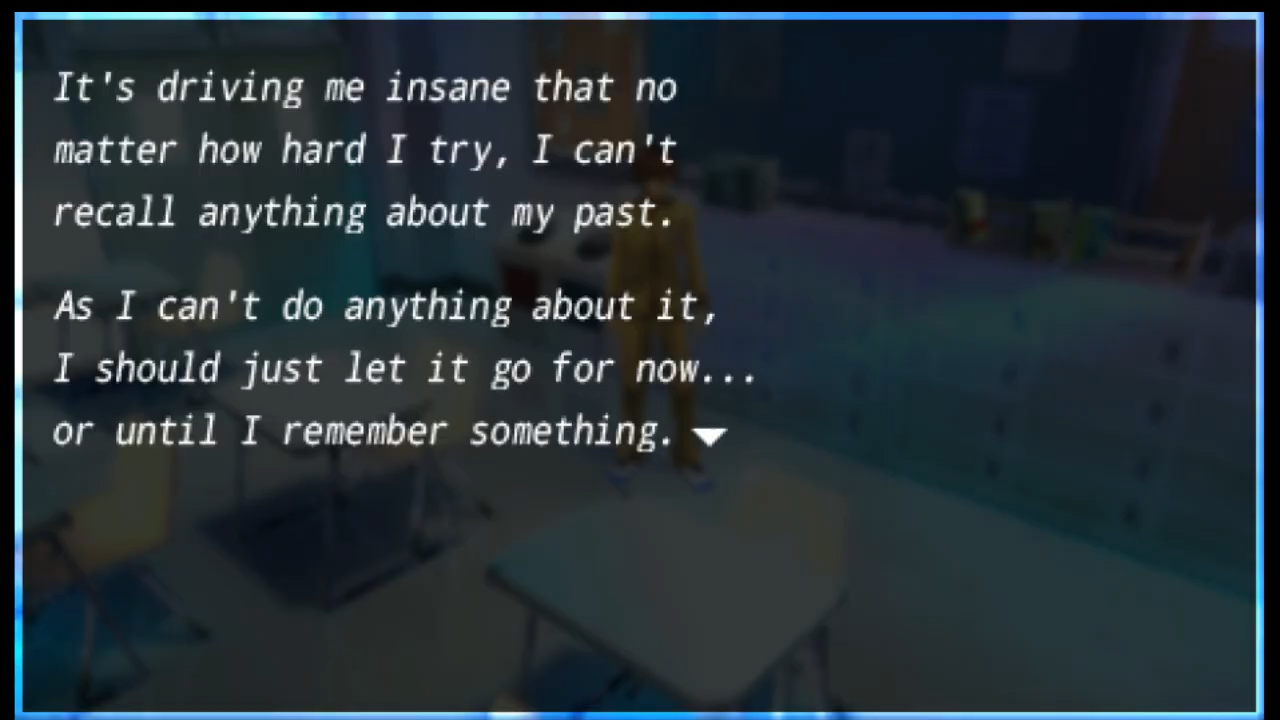 It's driving me insane that no
matter how hard I try, I can't
recall anything about my past.
As I can't do anything about it,
I should just let it go for now...
or until I remember something.